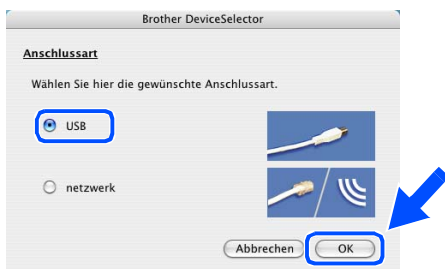 Brother DeviceSelector
Anschlussart
Wählen Sie hier die gewünschte Anschlussart.
USB
netzwerk
Abbrechen OK